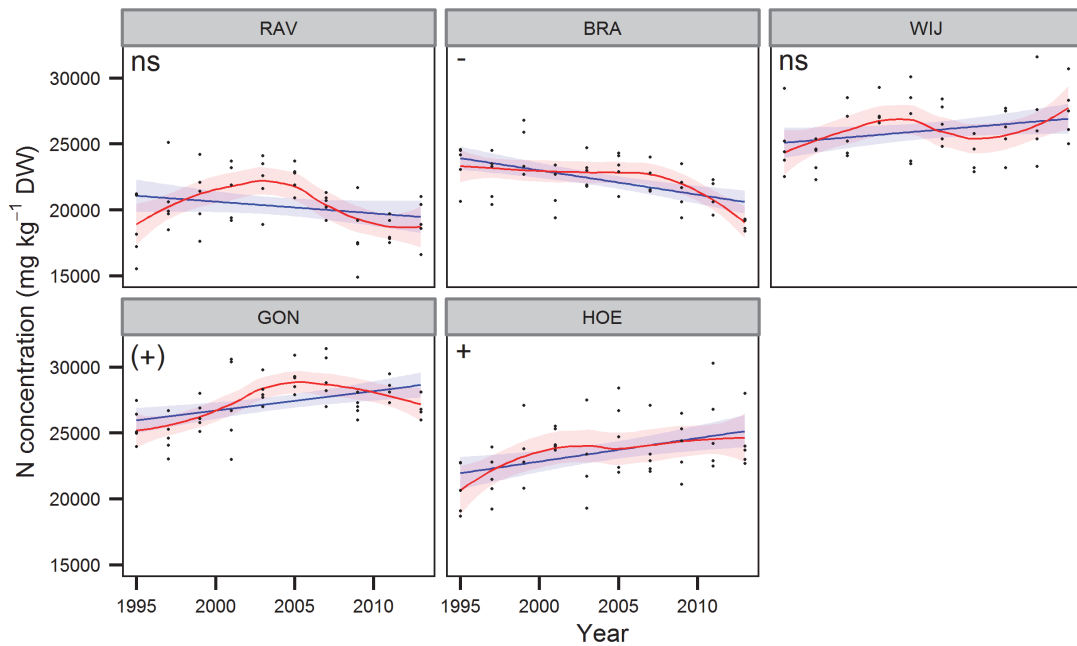 RAV BRA WIJ
ns - ns
30000
25000
20000
15000
GON HOE
(+) +
30000
25000
20000
15000
1995 2000 2005 2010 1995 2000 2005 2010
Year
N concentration (mg kg⁻¹ DW)